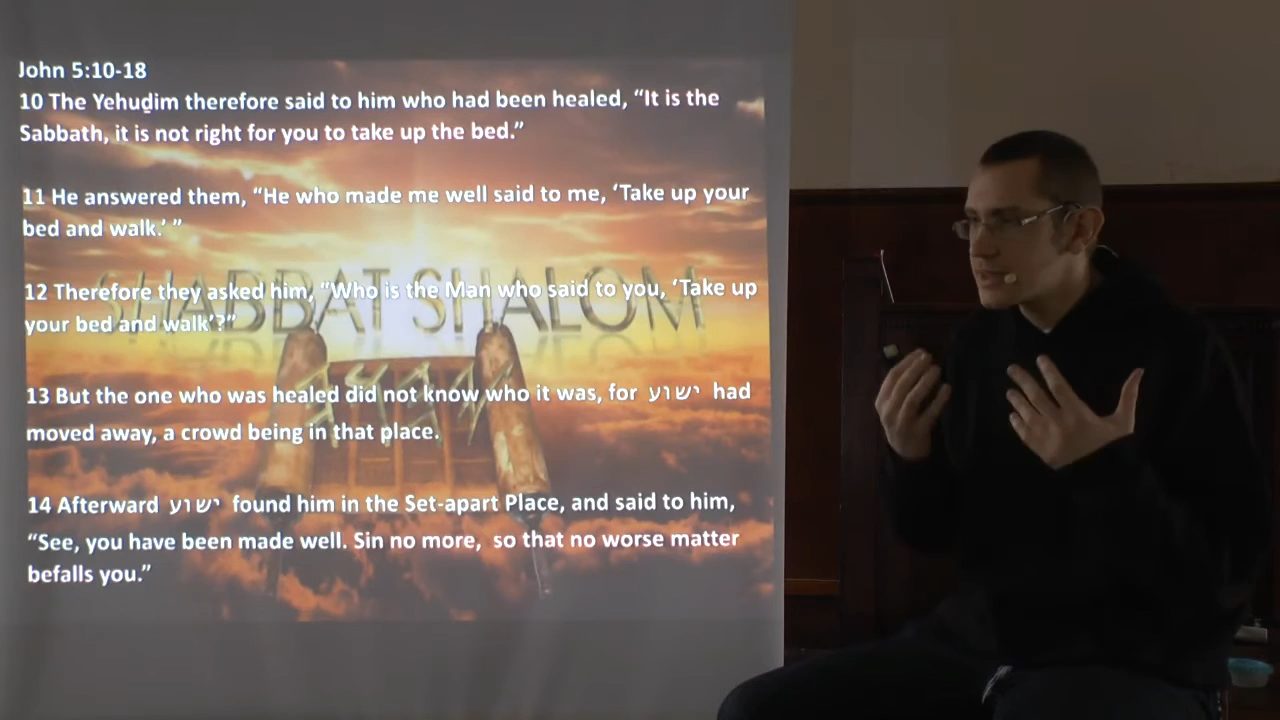 John 5:10-18
10 The Yehuḏim therefore said to him who had been healed, “It is the
Sabbath, it is not right for you to take up the bed.”
11 He answered them, “He who made me well said to me, ‘Take up your
bed and walk.’ ”
SHABBAT SHALOM
12 Therefore they asked him, “Who is the Man who said to you, ‘Take up
your bed and walk’?”
13 But the one who was healed did not know who it was, for ישוע had
moved away, a crowd being in that place.
14 Afterward ישוע found him in the Set-apart Place, and said to him,
“See, you have been made well. Sin no more, so that no worse matter
befalls you.”